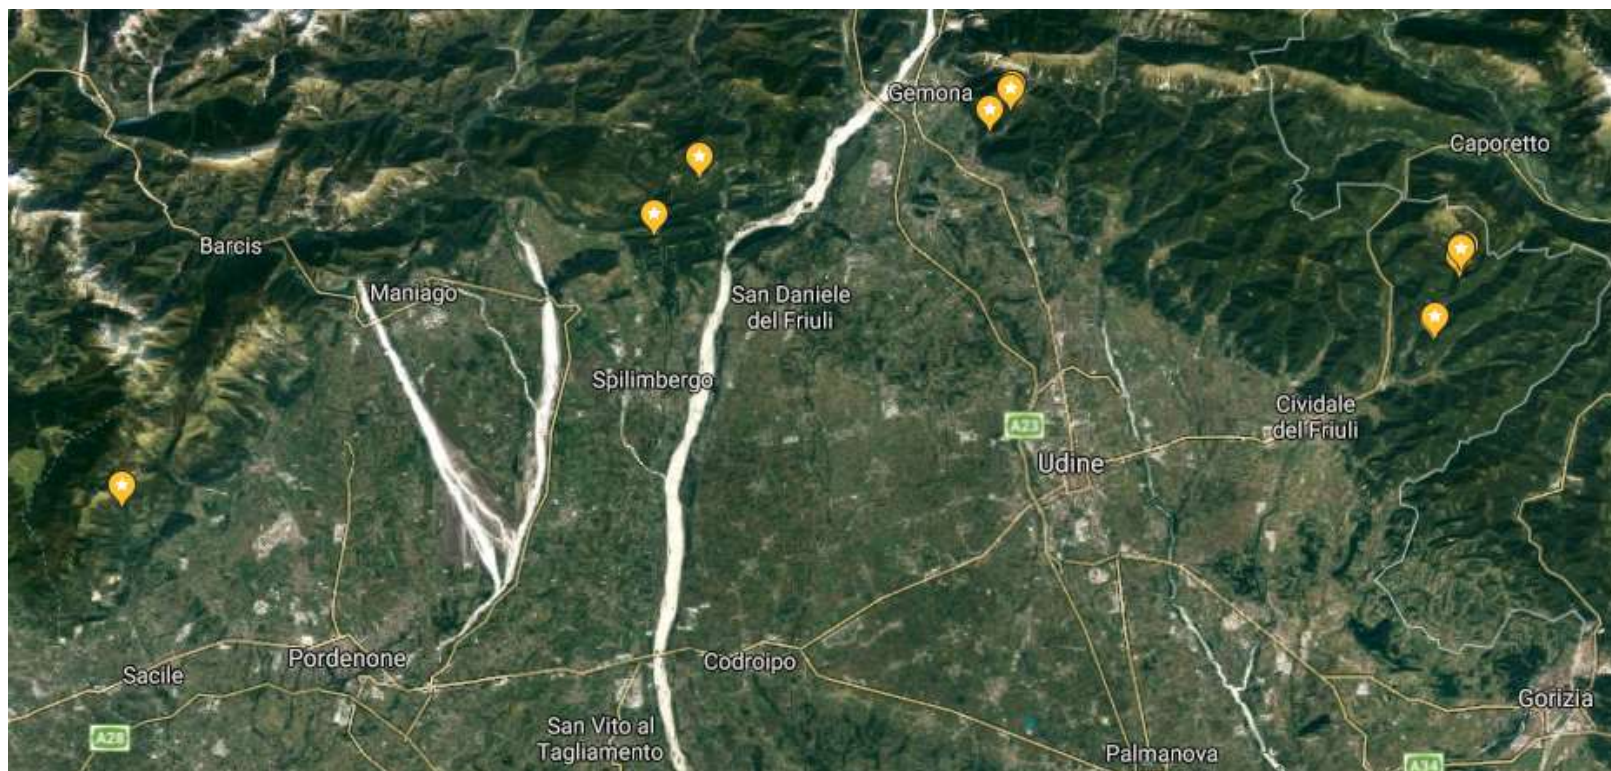 Gemona
Caporetto
Barcis
Maniago
San Daniele
del Friuli
Spilimbergo
Cividale
del Friuli
A23
Udine
Pordenone
Codroipo
Sacile
Gorizia
San Vito al
Tagliamento
A28
Palmanova
A34